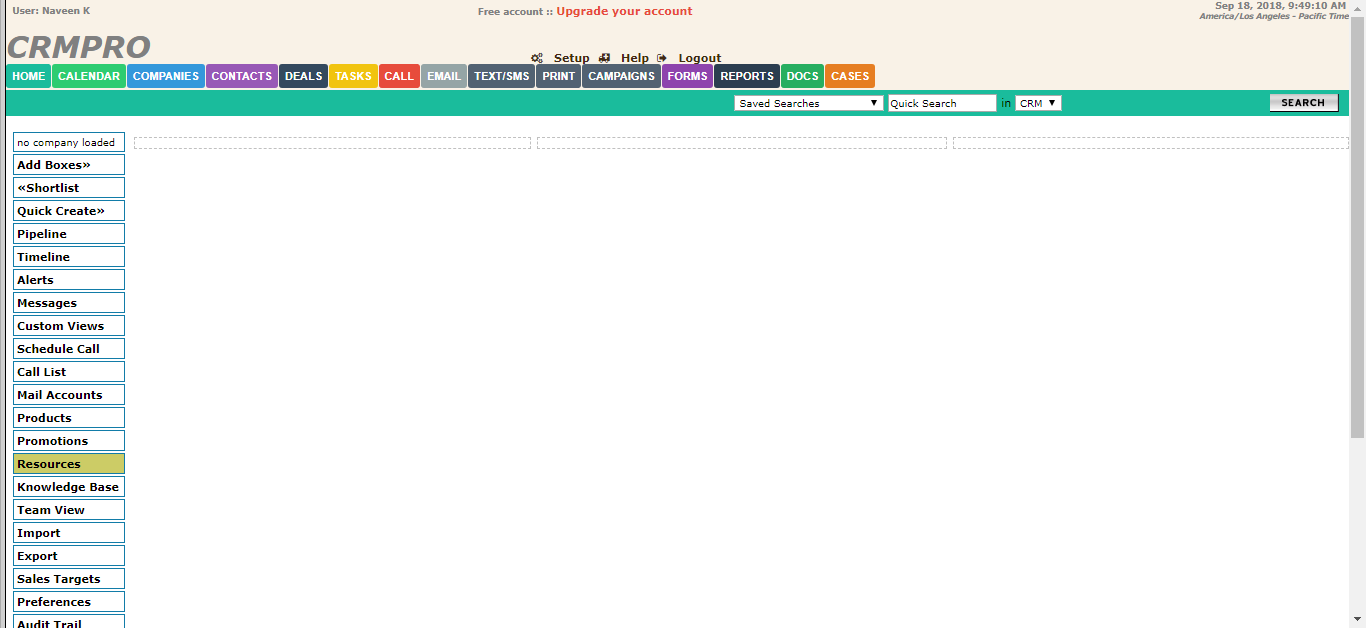 User: Naveen K
Free account :: Upgrade your account
Sep 18, 2018, 9:49:10 AM
America/Los Angeles - Pacific Time
CRMPRO
Setup Help Logout
HOME CALENDAR COMPANIES CONTACTS DEALS TASKS CALL EMAIL TEXT/SMS PRINT CAMPAIGNS FORMS REPORTS DOCS CASES
Saved Searches Quick Search in CRM SEARCH
no company loaded
Add Boxes»
«Shortlist
Quick Create»
Pipeline
Timeline
Alerts
Messages
Custom Views
Schedule Call
Call List
Mail Accounts
Products
Promotions
Resources
Knowledge Base
Team View
Import
Export
Sales Targets
Preferences
Audit Trail